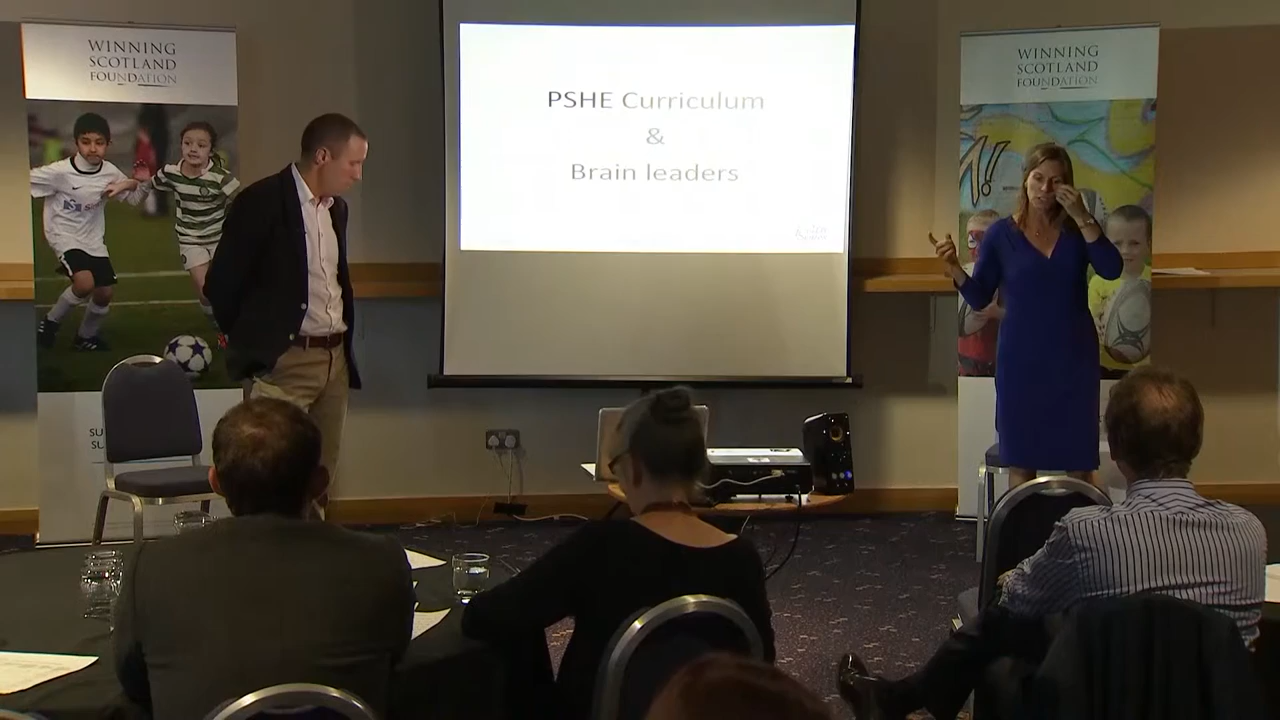 WINNING
SCOTLAND
FOUNDATION
PSHE Curriculum
&
Brain leaders
WINNING
SCOTLAND
FOUNDATION